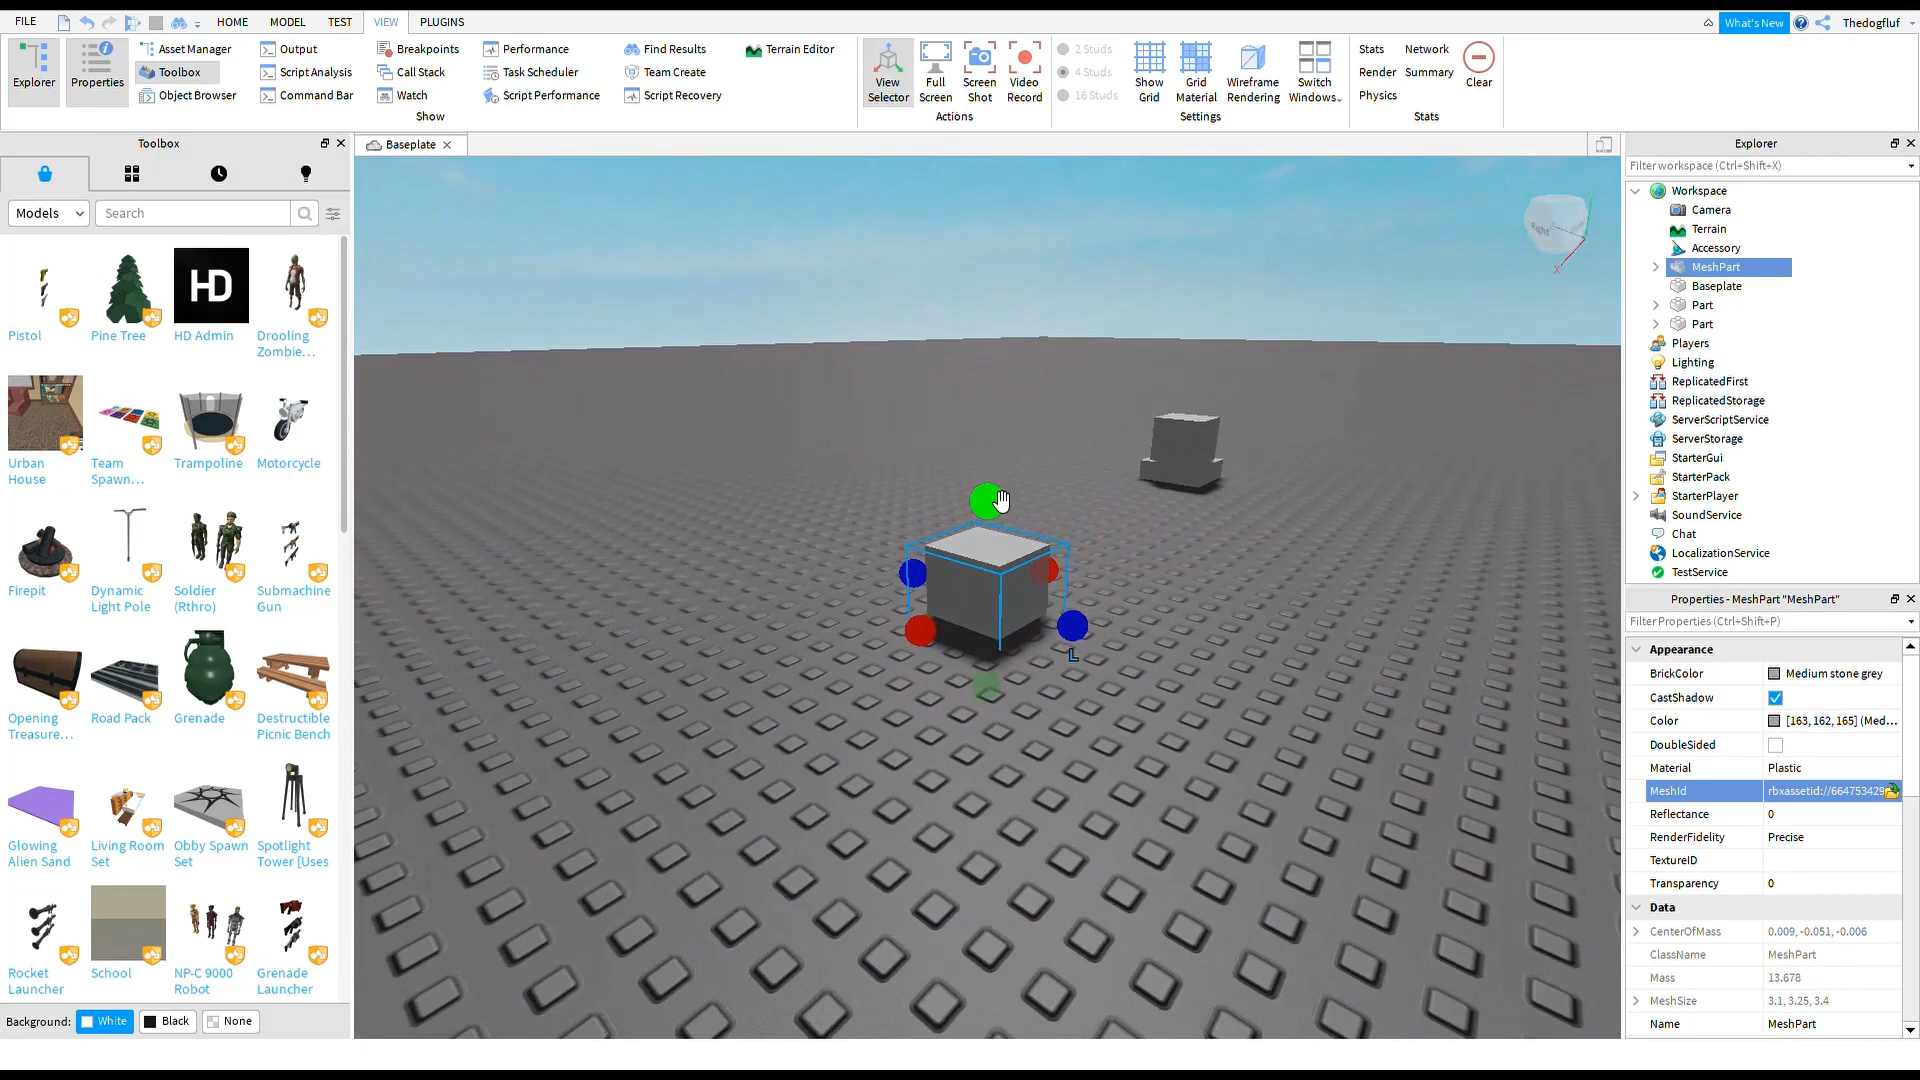 FILE HOME MODEL TEST VIEW PLUGINS What's New Thedogfluf
Explorer
Properties
Asset Manager
Toolbox
Object Browser
Output
Script Analysis
Command Bar
Breakpoints
Call Stack
Watch
Performance
Task Scheduler
Script Performance
Find Results
Team Create
Script Recovery
Terrain Editor
Show
View Selector
Full Screen
Screen Shot
Video Record
Actions
2 Studs
4 Studs
16 Studs
Show Grid
Grid Material
Wireframe Rendering
Switch Windows
Settings
Stats Network
Render Summary
Physics
Clear
Stats
Toolbox
Models Search
Pistol
Pine Tree
HD
HD Admin
Drooling Zombie...
Urban House
Team Spawn...
Trampoline
Motorcycle
Firepit
Dynamic Light Pole
Soldier (Rthro)
Submachine Gun
Opening Treasure...
Road Pack
Grenade
Destructible Picnic Bench
Glowing Alien Sand
Living Room Set
Obby Spawn Set
Spotlight Tower [Uses
Rocket Launcher
School
NP-C 9000 Robot
Grenade Launcher
Background: White Black None
Baseplate
Right
X
L
Explorer
Filter workspace (Ctrl+Shift+X)
Workspace
Camera
Terrain
Accessory
MeshPart
Baseplate
Part
Part
Players
Lighting
ReplicatedFirst
ReplicatedStorage
ServerScriptService
ServerStorage
StarterGui
StarterPack
StarterPlayer
SoundService
Chat
LocalizationService
TestService
Properties - MeshPart "MeshPart"
Filter Properties (Ctrl+Shift+P)
Appearance
BrickColor Medium stone grey
CastShadow
Color [163, 162, 165] (Med...
DoubleSided
Material Plastic
MeshId rbxassetid://664753429
Reflectance 0
RenderFidelity Precise
TextureID
Transparency 0
Data
CenterOfMass 0.009, -0.051, -0.006
ClassName MeshPart
Mass 13.678
MeshSize 3.1, 3.25, 3.4
Name MeshPart